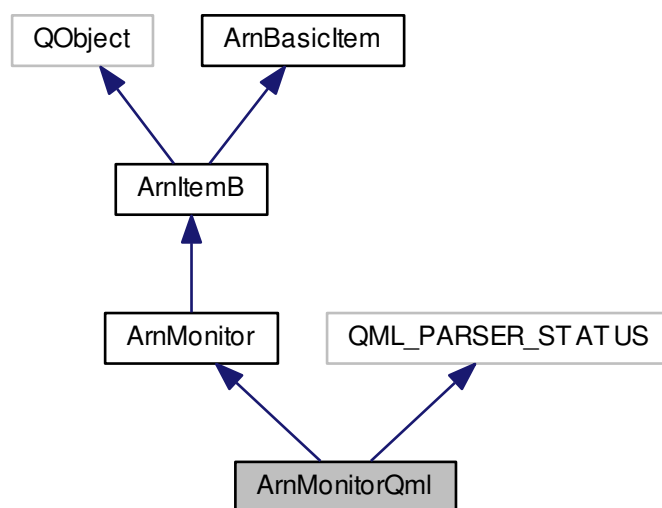 QObject
ArnBasicItem
ArnItemB
ArnMonitor
QML_PARSER_STATUS
ArnMonitorQml